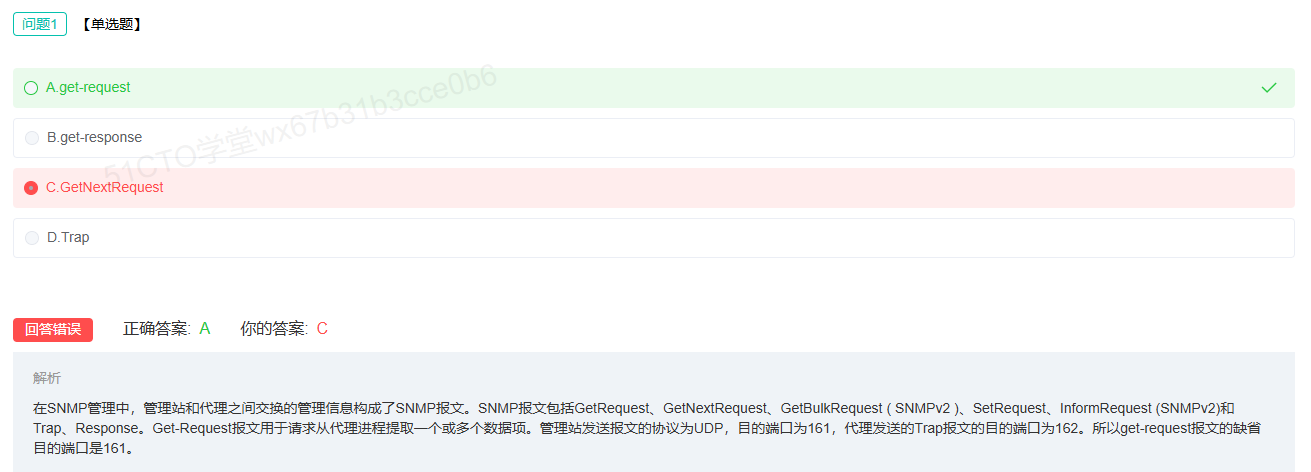 问题1 【单选题】
A.get-request
B.get-response
C.GetNextRequest
D.Trap
51CTO学堂wx67b31b3cce0b6
回答错误 正确答案: A 你的答案: C
解析
在SNMP管理中，管理站和代理之间交换的管理信息构成了SNMP报文。SNMP报文包括GetRequest、GetNextRequest、GetBulkRequest ( SNMPv2 )、SetRequest、InformRequest (SNMPv2)和
Trap、Response。Get-Request报文用于请求从代理进程提取一个或多个数据项。管理站发送报文的协议为UDP，目的端口为161，代理发送的Trap报文的目的端口为162。所以get-request报文的缺省
目的端口是161。